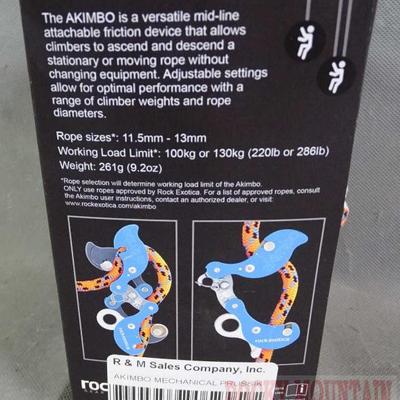 The AKIMBO is a versatile mid-line
attachable friction device that allows
climbers to ascend and descend a
stationary or moving rope without
changing equipment. Adjustable settings
allow for optimal performance with a
range of climber weights and rope
diameters.
Rope sizes*: 11.5mm - 13mm
Working Load Limit*: 100kg or 130kg (220lb or 286lb)
Weight: 261g (9.2oz)
*Rope selection will determine working load limit of the Akimbo.
ONLY use ropes approved by Rock Exotica. For a list of approved ropes, consult
the Akimbo user instructions, contact an authorized dealer, or visit
www.rockexotica.com/akimbo
AKIMBO
rockexotica
R & M Sales Company, Inc.
AKIMBO MECHANICAL
roc
MOUNTAIN